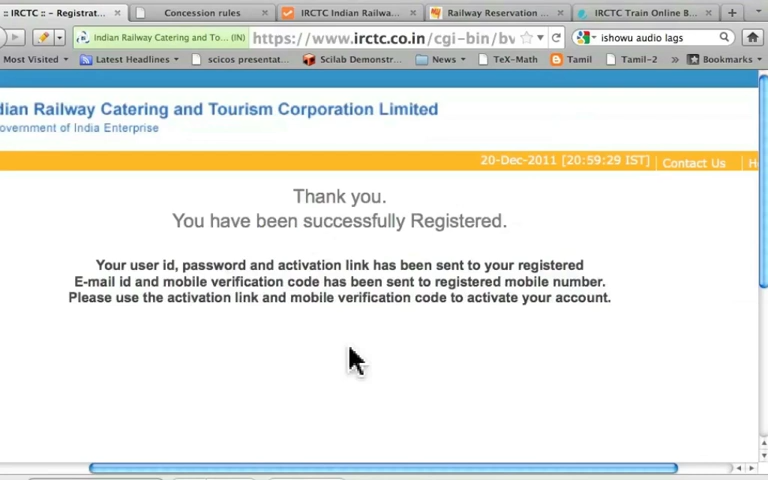 :: IRCTC :: - Registrat...
Concession rules
IRCTC Indian Railwa...
Railway Reservation ...
IRCTC Train Online B...
Indian Railway Catering and To... (IN)
https://www.irctc.co.in/cgi-bin/bv
ishowu audio lags
Most Visited
Latest Headlines
scicos presentat...
Scilab Demonstr...
News
TeX-Math
Tamil
Tamil-2
Bookmarks
dian Railway Catering and Tourism Corporation Limited
overnment of India Enterprise
20-Dec-2011 [20:59:29 IST]
Contact Us
H
Thank you.
You have been successfully Registered.
Your user id, password and activation link has been sent to your registered
E-mail id and mobile verification code has been sent to registered mobile number.
Please use the activation link and mobile verification code to activate your account.